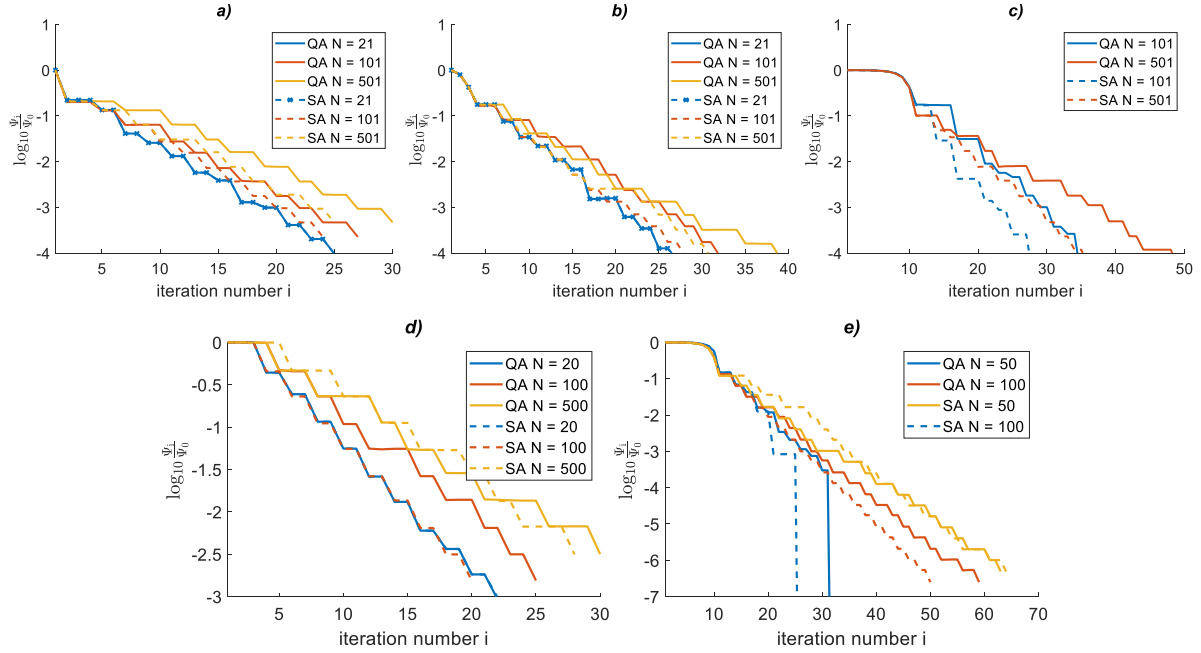 a)
1
0
-1
-2
-3
-4
5
10
15
20
25
30
log10 Ψi/Ψ0
iteration number i
QA N = 21
QA N = 101
QA N = 501
SA N = 21
SA N = 101
SA N = 501
b)
1
0
-1
-2
-3
-4
5
10
15
20
25
30
35
40
log10 Ψi/Ψ0
iteration number i
QA N = 21
QA N = 101
QA N = 501
SA N = 21
SA N = 101
SA N = 501
c)
1
0
-1
-2
-3
-4
10
20
30
40
50
log10 Ψi/Ψ0
iteration number i
QA N = 101
QA N = 501
SA N = 101
SA N = 501
d)
0
-0.5
-1
-1.5
-2
-2.5
-3
5
10
15
20
25
30
log10 Ψi/Ψ0
iteration number i
QA N = 20
QA N = 100
QA N = 500
SA N = 20
SA N = 100
SA N = 500
e)
0
-1
-2
-3
-4
-5
-6
-7
10
20
30
40
50
60
70
log10 Ψi/Ψ0
iteration number i
QA N = 50
QA N = 100
SA N = 50
SA N = 100